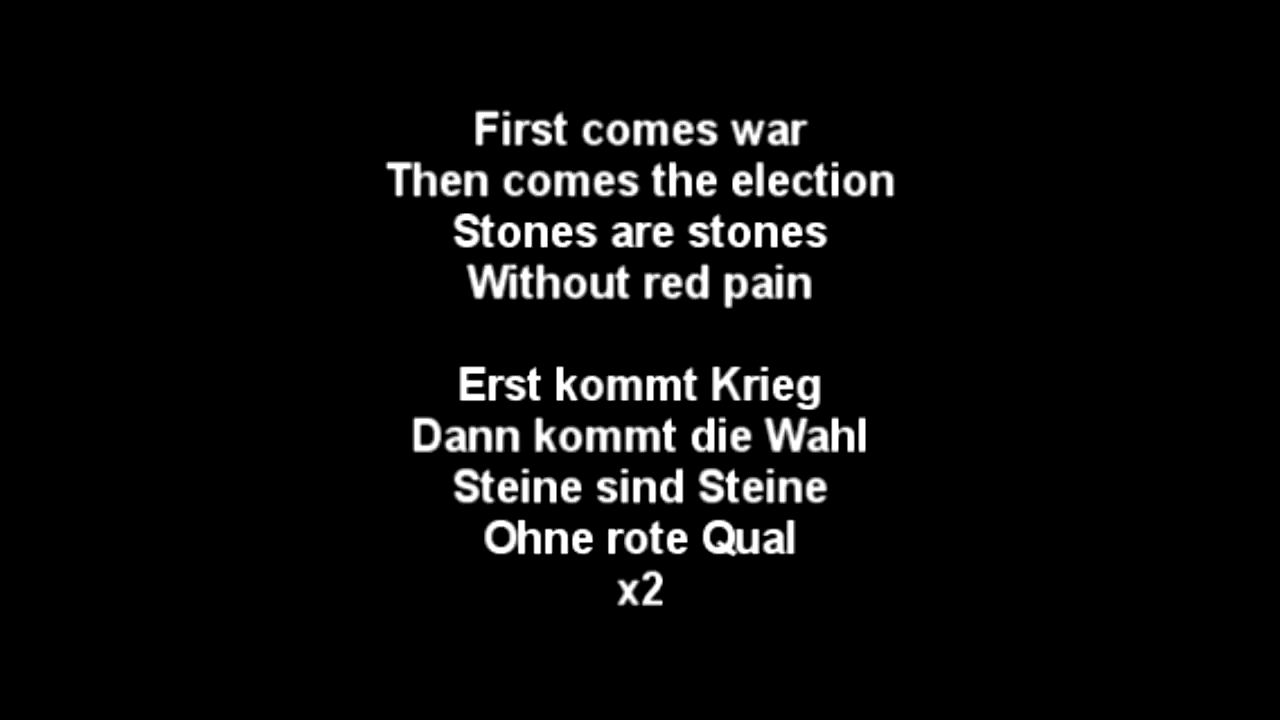 First comes war
Then comes the election
Stones are stones
Without red pain
Erst kommt Krieg
Dann kommt die Wahl
Steine sind Steine
Ohne rote Qual
x2